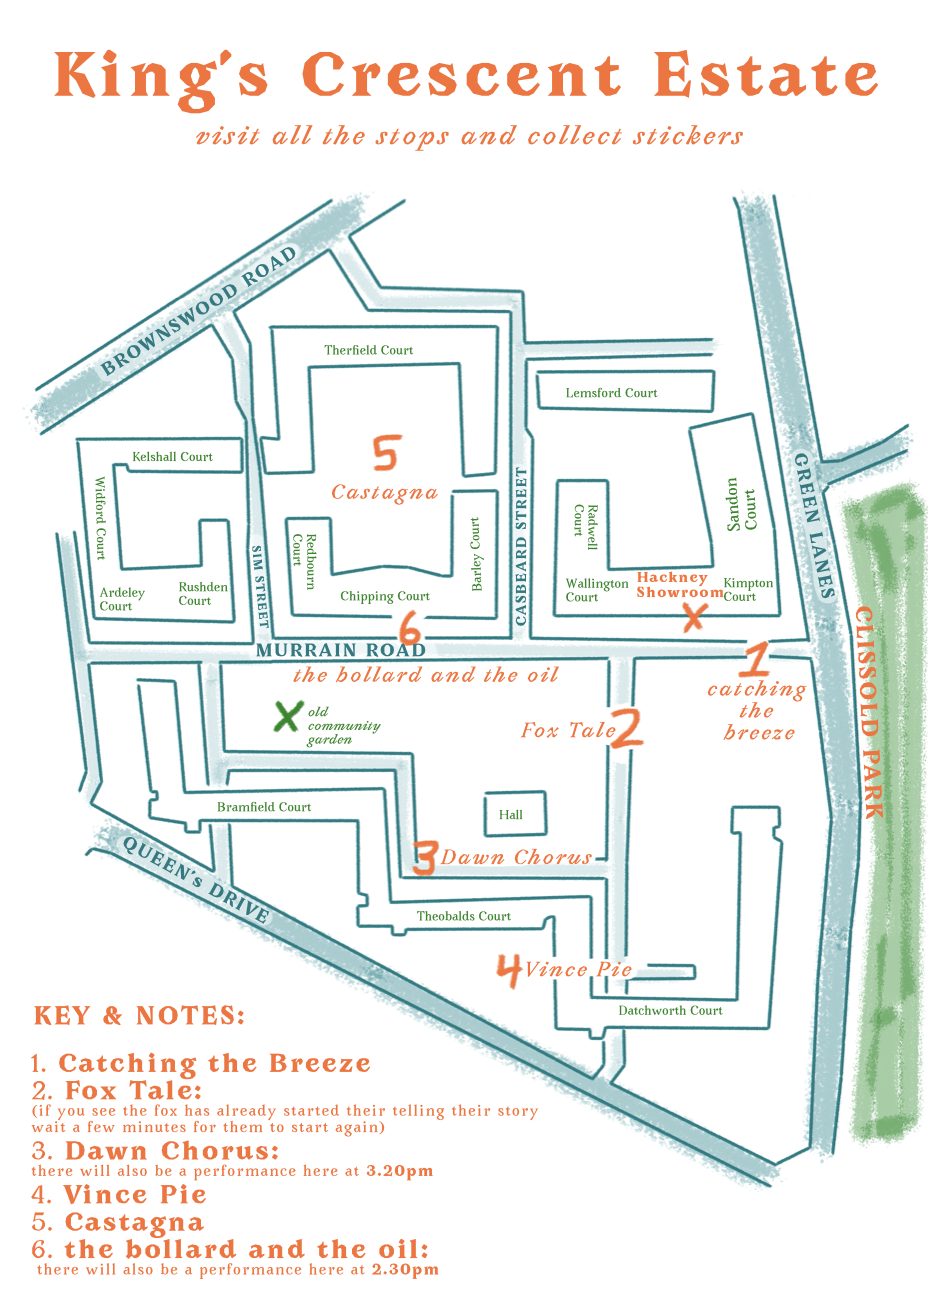 King's Crescent Estate
visit all the stops and collect stickers
BROWNSWOOD ROAD
Therfield Court
Lemsford Court
Kelshall Court
5
Castagna
Widford Court
GREEN LANES
Sandon
Court
CASBEARD STREET
Radwell
Court
Barley Court
Redbourn
Court
SIM STREET
Ardeley
Court
Rushden
Court
Chipping Court
Wallington
Court
Hackney
Showroom
Kimpton
Court
X
6
MURRAIN ROAD
the bollard and the oil
1
catching
the
breeze
CLISSOLD PARK
X
old
community
garden
Fox Tale
2
Bramfield Court
Hall
QUEEN's DRIVE
3
Dawn Chorus
Theobalds Court
4
Vince Pie
Datchworth Court
KEY & NOTES:
1. Catching the Breeze
2. Fox Tale:
(if you see the fox has already started their telling their story
wait a few minutes for them to start again)
3. Dawn Chorus:
there will also be a performance here at 3.20pm
4. Vince Pie
5. Castagna
6. the bollard and the oil:
there will also be a performance here at 2.30pm